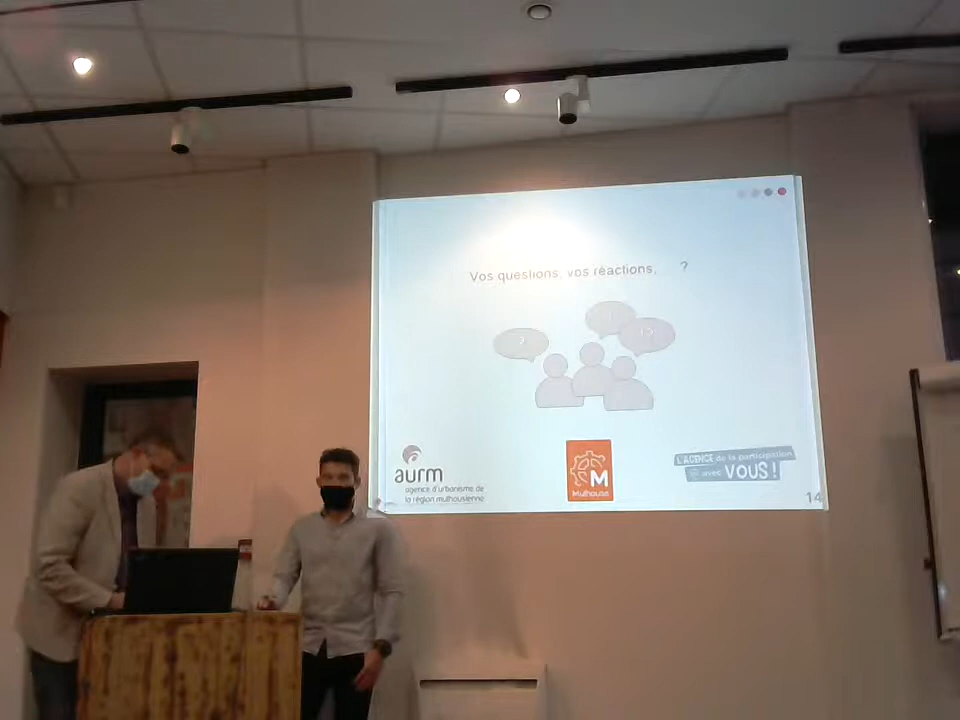 Vos questions, vos réactions, ?
?
!
!?
aurm
agence d'urbanisme de
la région mulhousienne
M
Mulhouse
L'AGENCE de la participation
@ avec VOUS !
14